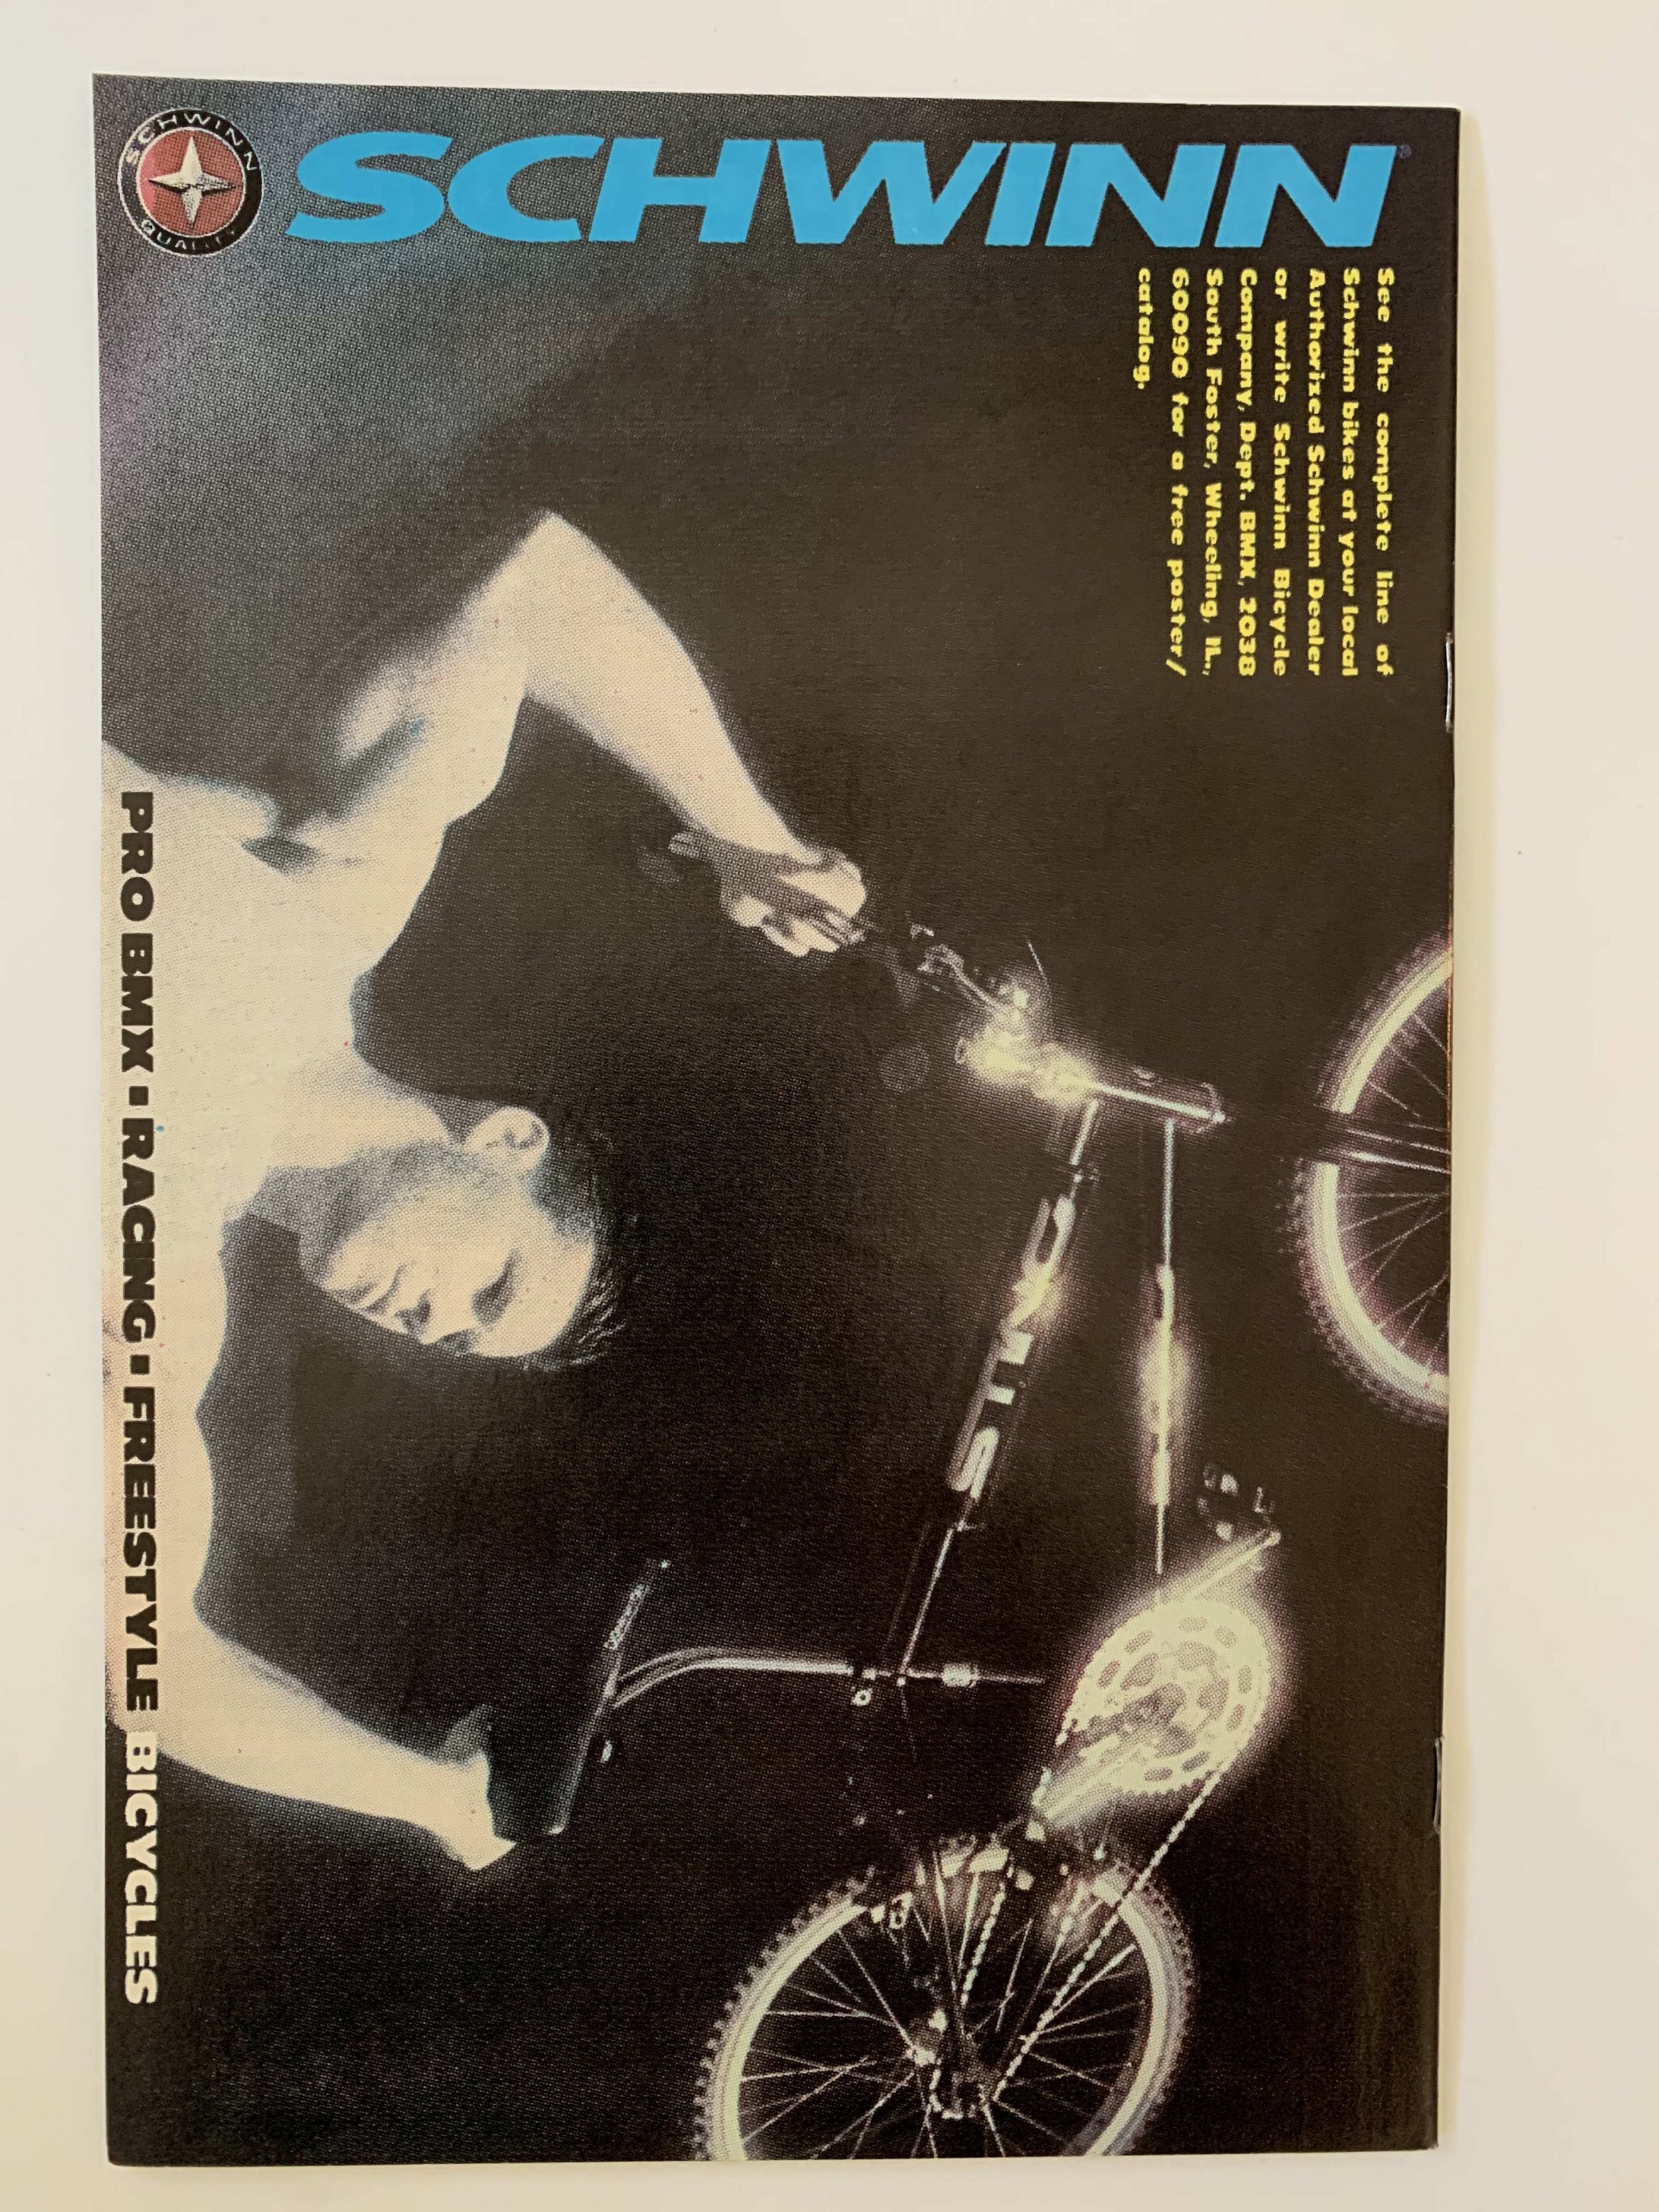 SCHWINN
QUALITY
SCHWINN®
See the complete line of
Schwinn bikes at your local
Authorized Schwinn Dealer
or write Schwinn Bicycle
Company, Dept. BMX, 2038
South Foster, Wheeling, IL.,
60090 for a free poster/
catalog.
STING
PRO BMX ▪ RACING ▪ FREESTYLE BICYCLES